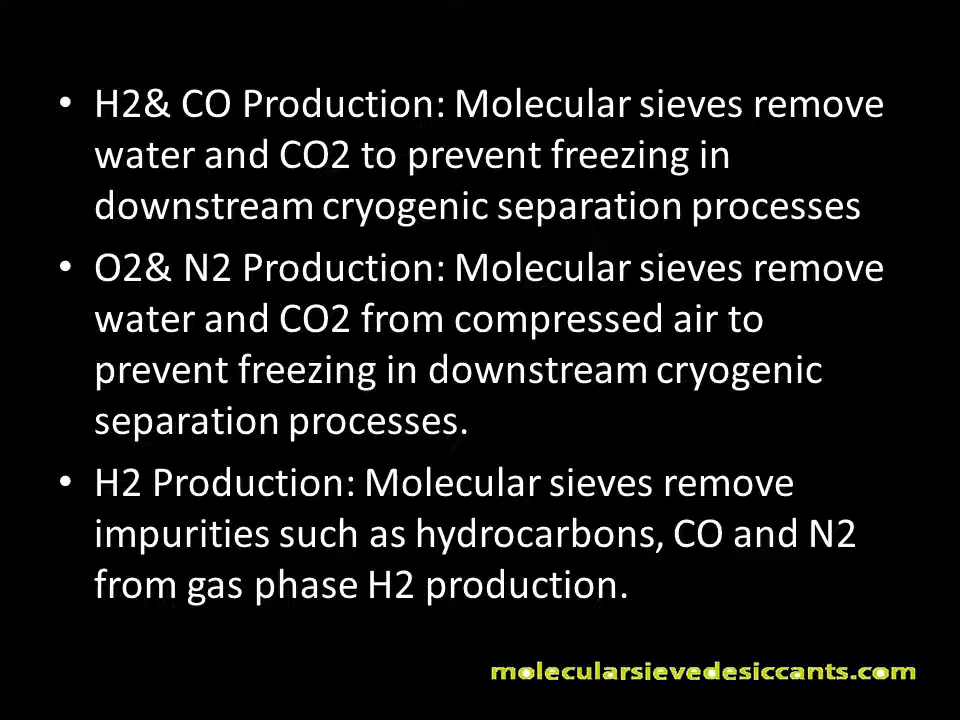 • H2& CO Production: Molecular sieves remove
water and CO2 to prevent freezing in
downstream cryogenic separation processes
• O2& N2 Production: Molecular sieves remove
water and CO2 from compressed air to
prevent freezing in downstream cryogenic
separation processes.
• H2 Production: Molecular sieves remove
impurities such as hydrocarbons, CO and N2
from gas phase H2 production.
molecularsievedesiccants.com